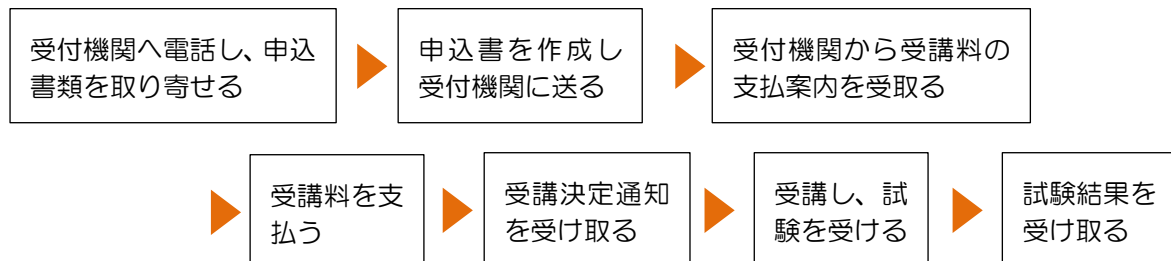 受付機関へ電話し、申込
書類を取り寄せる
申込書を作成し
受付機関に送る
受付機関から受講料の
支払案内を受取る
受講料を支
払う
受講決定通知
を受け取る
受講し、試
験を受ける
試験結果を
受け取る